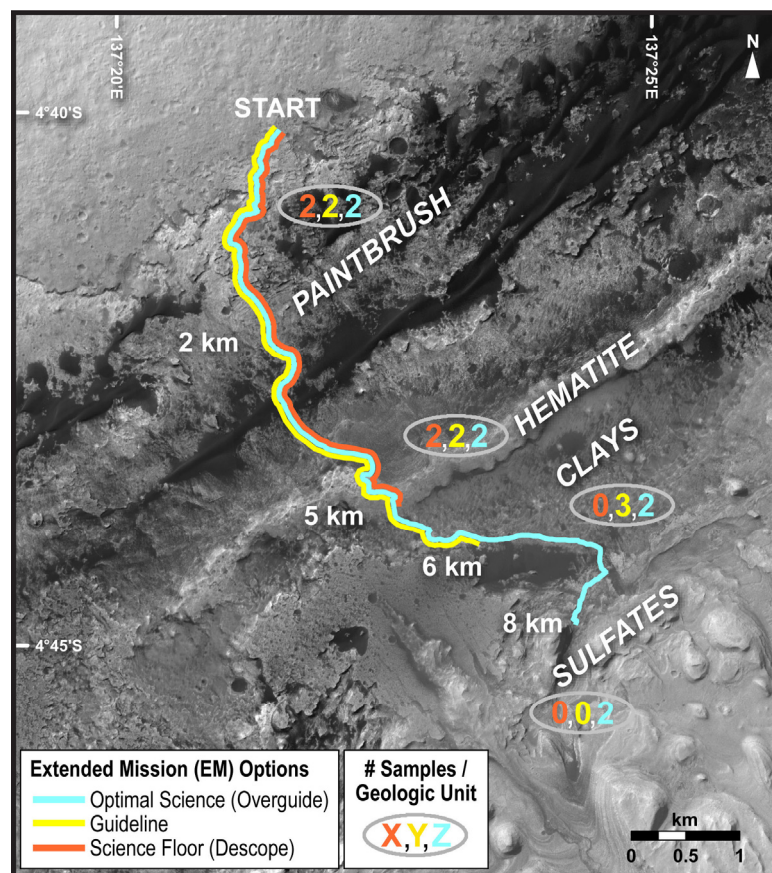 137°20'E
137°25'E
N
4°40'S
START
2,2,2
PAINTBRUSH
2 km
HEMATITE
2,2,2
CLAYS
0,3,2
5 km
6 km
8 km
SULFATES
4°45'S
0,0,2
Extended Mission (EM) Options
Optimal Science (Overguide)
Guideline
Science Floor (Descope)
# Samples /
Geologic Unit
X,Y,Z
km
0 0.5 1